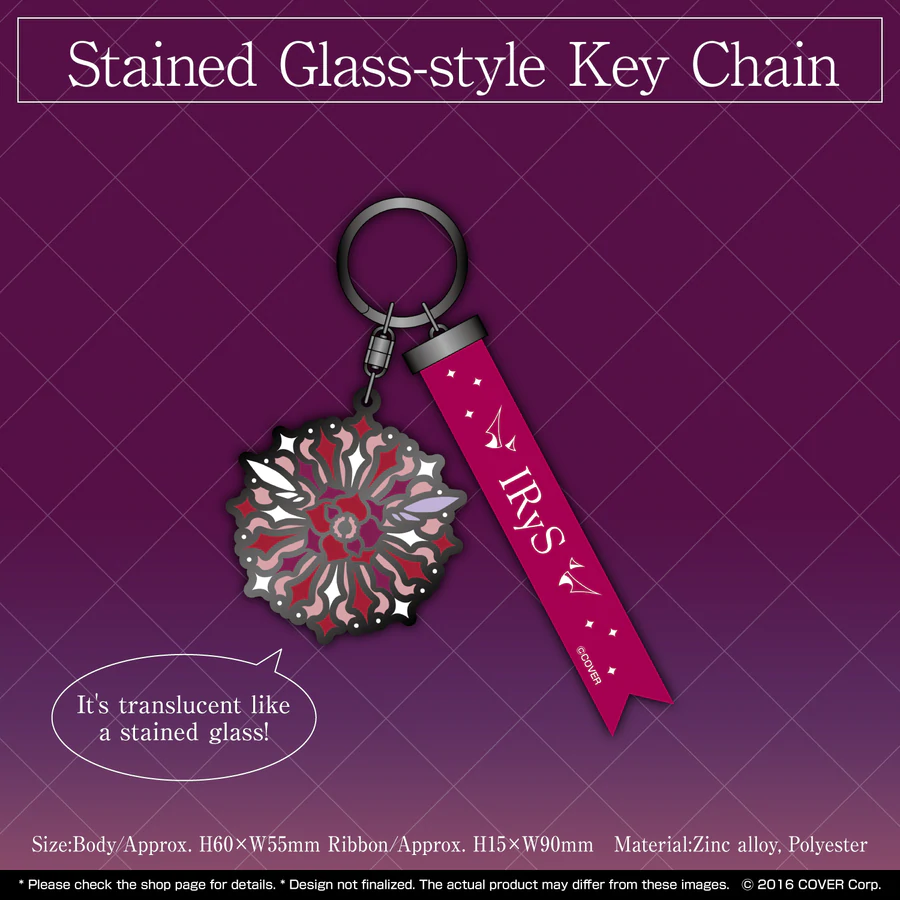 Stained Glass-style Key Chain
IRyS
©COVER
It's translucent like
a stained glass!
Size:Body/Approx. H60×W55mm Ribbon/Approx. H15×W90mm Material:Zinc alloy, Polyester
* Please check the shop page for details. * Design not finalized. The actual product may differ from these images. © 2016 COVER Corp.